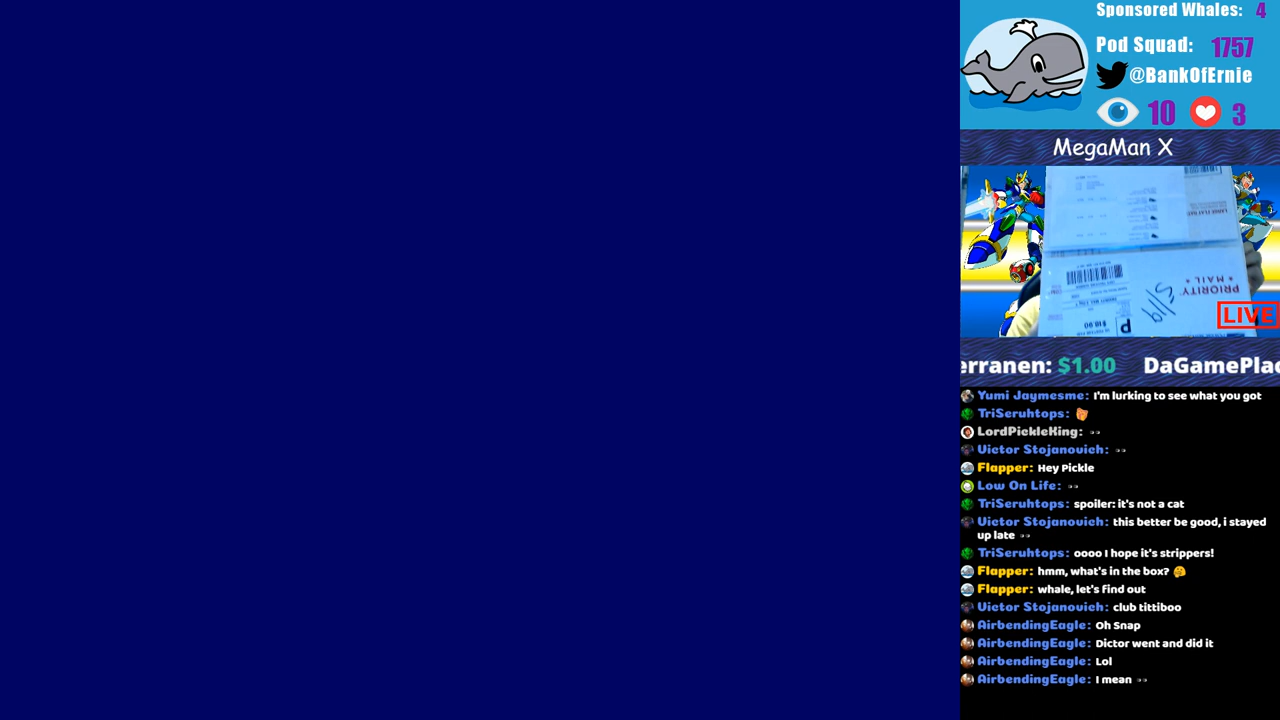 Sponsored Whales: 4
Pod Squad: 1757
@BankOfErnie
10 3
MegaMan X
PRIORITY
* MAIL *
5/19
$18.90
P
LIVE
erranen: $1.00 DaGamePlac
Yumi Jaymesme: I'm lurking to see what you got
TriSeruhtops:
LordPickleKing: 👀
Victor Stojanovich: 👀
Flapper: Hey Pickle
Low On Life: 👀
TriSeruhtops: spoiler: it's not a cat
Victor Stojanovich: this better be good, i stayed
up late 👀
TriSeruhtops: oooo I hope it's strippers!
Flapper: hmm, what's in the box? 🤔
Flapper: whale, let's find out
Victor Stojanovich: club tittiboo
AirbendingEagle: Oh Snap
AirbendingEagle: Dictor went and did it
AirbendingEagle: Lol
AirbendingEagle: I mean 👀